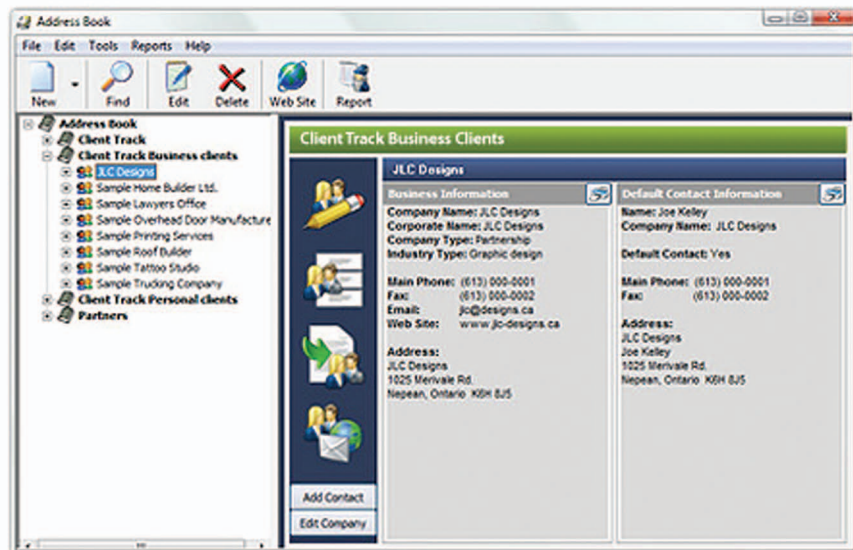 Address Book
File Edit Tools Reports Help
New Find Edit Delete Web Site Report
Address Book
Client Track
Client Track Business clients
JLC Designs
Sample Home Builder Ltd.
Sample Lawyers Office
Sample Overhead Door Manufacture
Sample Printing Services
Sample Roof Builder
Sample Tattoo Studio
Sample Trucking Company
Client Track Personal clients
Partners
Client Track Business Clients
JLC Designs
Business Information
Company Name: JLC Designs
Corporate Name: JLC Designs
Company Type: Partnership
Industry Type: Graphic design
Main Phone: (613) 000-0001
Fax: (613) 000-0002
Email: jlc@designs.ca
Web Site: www.jlc-designs.ca
Address:
JLC Designs
1025 Merivale Rd.
Nepean, Ontario K6H 8J5
Default Contact Information
Name: Joe Kelley
Company Name: JLC Designs
Default Contact: Yes
Main Phone: (613) 000-0001
Fax: (613) 000-0002
Address:
JLC Designs
Joe Kelley
1025 Merivale Rd.
Nepean, Ontario K6H 8J5
Add Contact
Edit Company